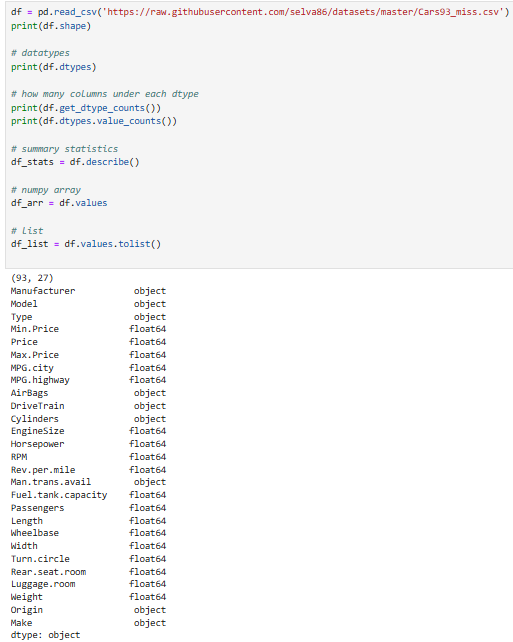 df = pd.read_csv('https://raw.githubusercontent.com/selva86/datasets/master/Cars93_miss.csv')
print(df.shape)
# datatypes
print(df.dtypes)
# how many columns under each dtype
print(df.get_dtype_counts())
print(df.dtypes.value_counts())
# summary statistics
df_stats = df.describe()
# numpy array
df_arr = df.values
# list
df_list = df.values.tolist()
(93, 27)
Manufacturer object
Model object
Type object
Min.Price float64
Price float64
Max.Price float64
MPG.city float64
MPG.highway float64
AirBags object
DriveTrain object
Cylinders object
EngineSize float64
Horsepower float64
RPM float64
Rev.per.mile float64
Man.trans.avail object
Fuel.tank.capacity float64
Passengers float64
Length float64
Wheelbase float64
Width float64
Turn.circle float64
Rear.seat.room float64
Luggage.room float64
Weight float64
Origin object
Make object
dtype: object